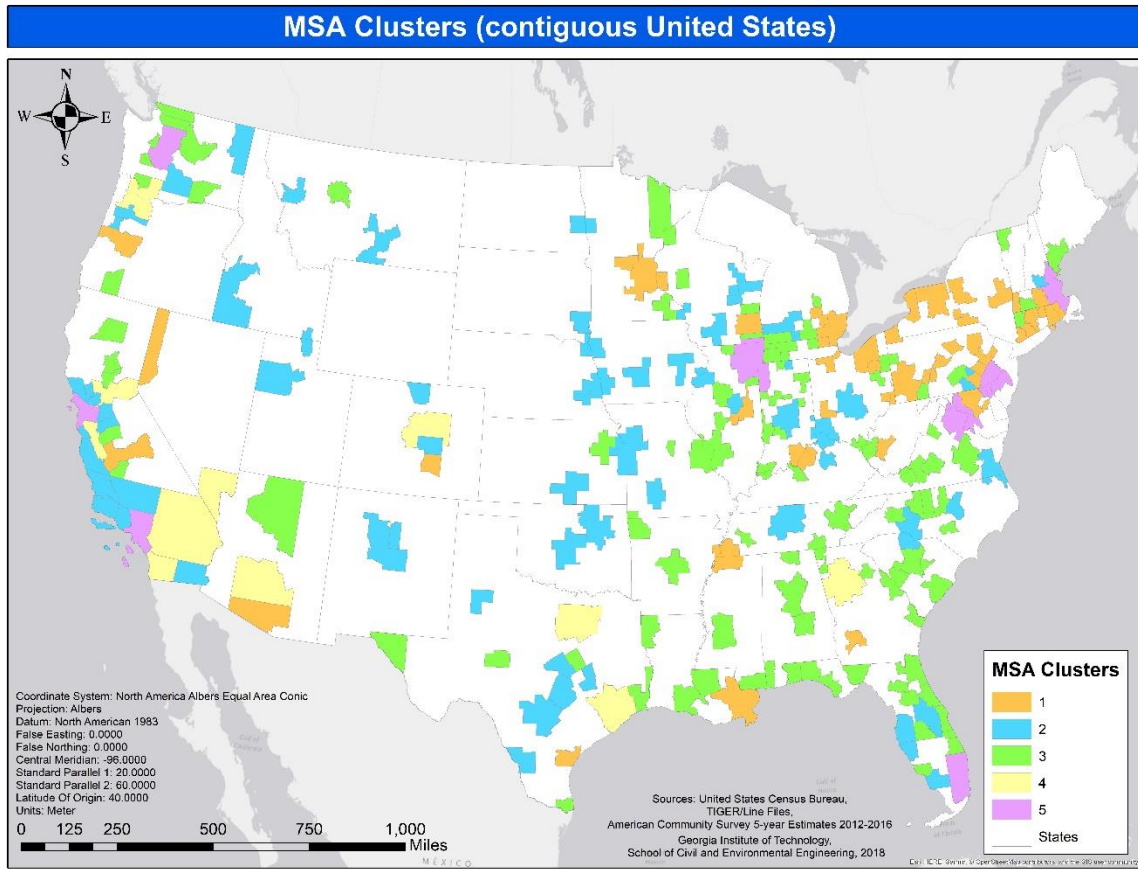 MSA Clusters (contiguous United States)
N
W E
S
Coordinate System: North America Albers Equal Area Conic
Projection: Albers
Datum: North American 1983
False Easting: 0.0000
False Northing: 0.0000
Central Meridian: -96.0000
Standard Parallel 1: 20.0000
Standard Parallel 2: 60.0000
Latitude Of Origin: 40.0000
Units: Meter
0 125 250 500 750 1,000
Miles
MÉXICO
Sources: United States Census Bureau,
TIGER/Line Files,
American Community Survey 5-year Estimates 2012-2016
Georgia Institute of Technology,
School of Civil and Environmental Engineering, 2018
MSA Clusters
1
2
3
4
5
States